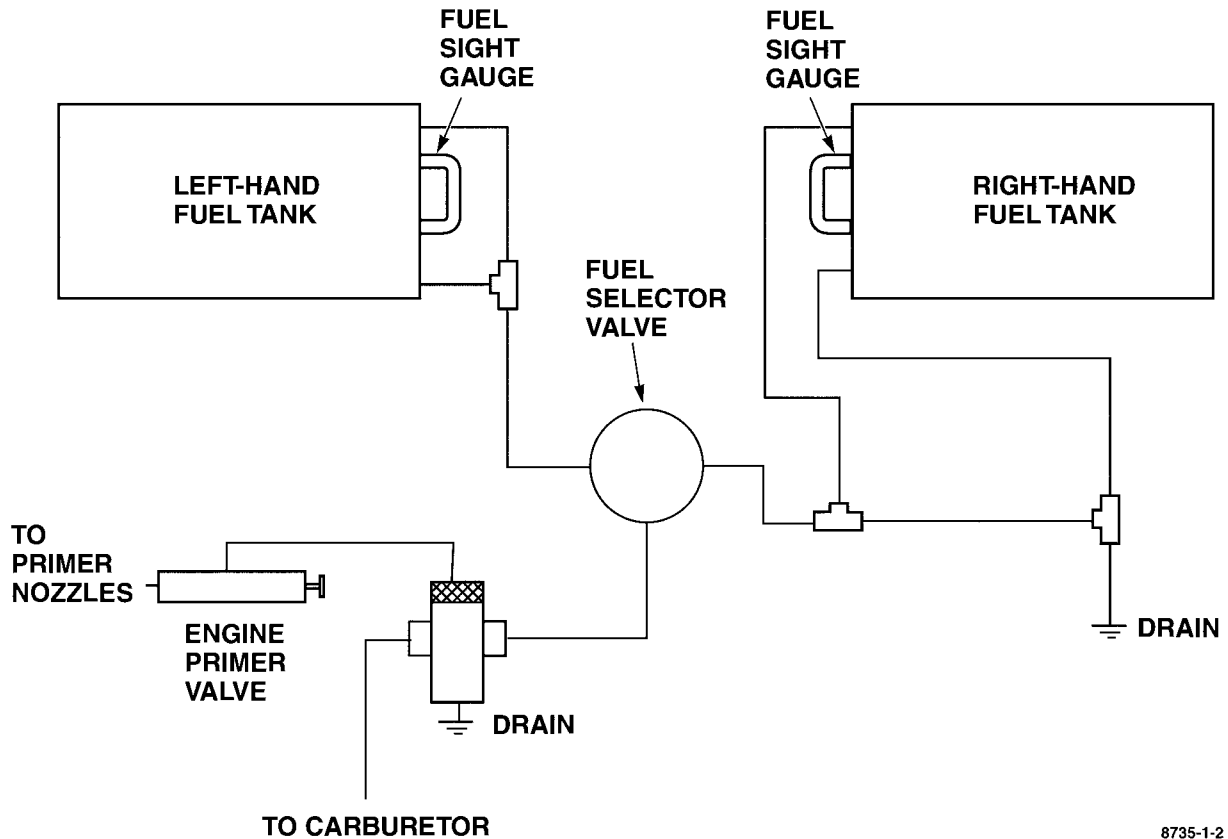 FUEL
SIGHT
GAUGE
FUEL
SIGHT
GAUGE
LEFT-HAND
FUEL TANK
RIGHT-HAND
FUEL TANK
FUEL
SELECTOR
VALVE
TO
PRIMER
NOZZLES
ENGINE
PRIMER
VALVE
DRAIN
DRAIN
TO CARBURETOR
8735-1-2